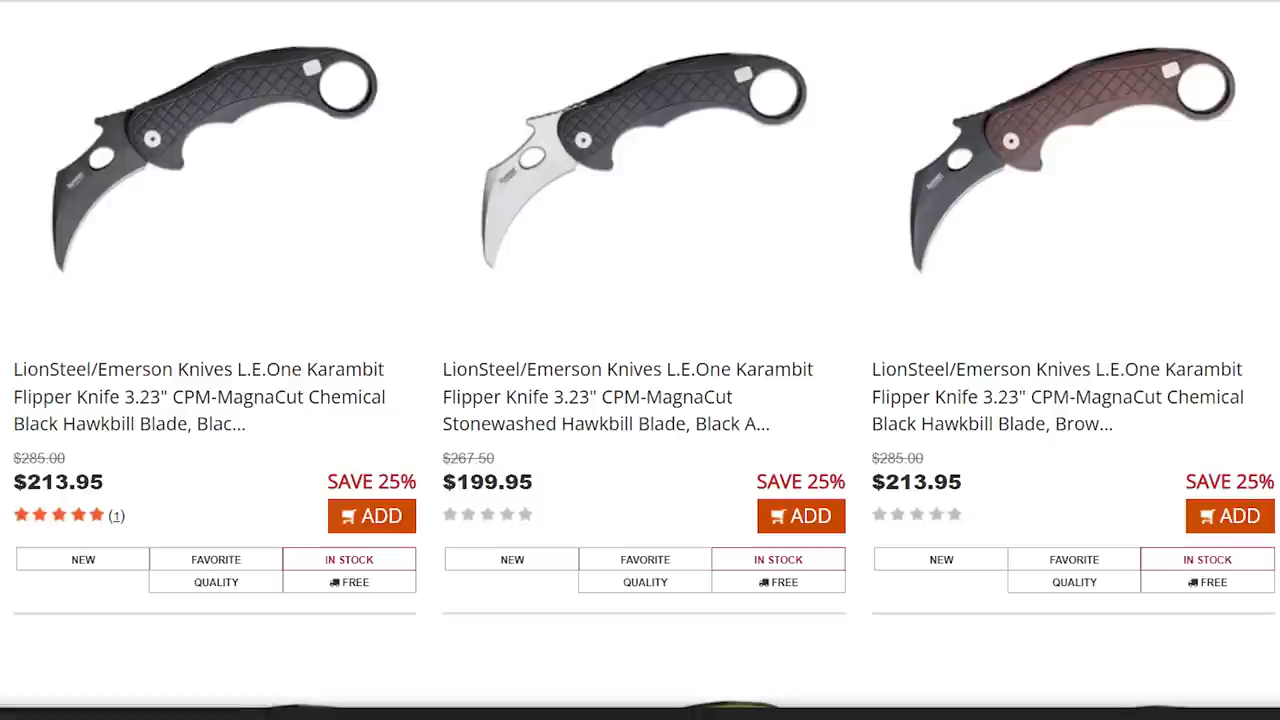 LionSteel/Emerson Knives L.E.One Karambit
Flipper Knife 3.23" CPM-MagnaCut Chemical
Black Hawkbill Blade, Blac...
$285.00
$213.95
SAVE 25%
(1)
ADD
NEW
FAVORITE
IN STOCK
QUALITY
FREE
LionSteel/Emerson Knives L.E.One Karambit
Flipper Knife 3.23" CPM-MagnaCut
Stonewashed Hawkbill Blade, Black A...
$267.50
$199.95
SAVE 25%
ADD
NEW
FAVORITE
IN STOCK
QUALITY
FREE
LionSteel/Emerson Knives L.E.One Karambit
Flipper Knife 3.23" CPM-MagnaCut Chemical
Black Hawkbill Blade, Brow...
$285.00
$213.95
SAVE 25%
ADD
NEW
FAVORITE
IN STOCK
QUALITY
FREE